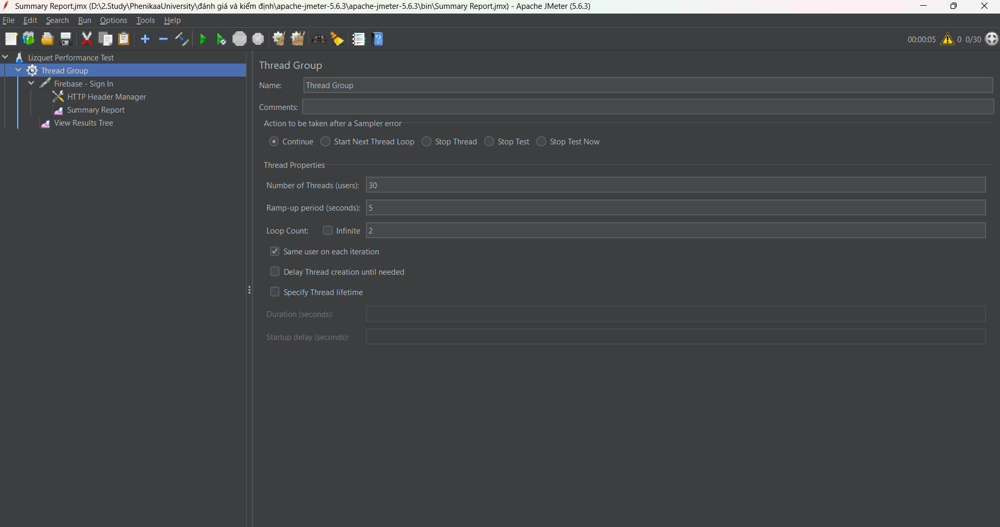 Summary Report.jmx (D:\2.Study\PhenikaaUniversity\đánh giá và kiểm định\apache-jmeter-5.6.3\apache-jmeter-5.6.3\bin\Summary Report.jmx) - Apache JMeter (5.6.3)
File Edit Search Run Options Tools Help
STOP 00:00:05 0 0/30
Lizquet Performance Test
Thread Group
Firebase - Sign In
HTTP Header Manager
Summary Report
View Results Tree
Thread Group
Name: Thread Group
Comments:
Action to be taken after a Sampler error
Continue Start Next Thread Loop Stop Thread Stop Test Stop Test Now
Thread Properties
Number of Threads (users): 30
Ramp-up period (seconds): 5
Loop Count: Infinite 2
Same user on each iteration
Delay Thread creation until needed
Specify Thread lifetime
Duration (seconds):
Startup delay (seconds):